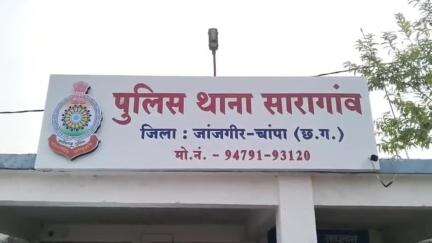 पुलिस थाना सारागांव
जिला : जांजगीर-चांपा (छ.ग.)
मो.नं. - 94791-93120